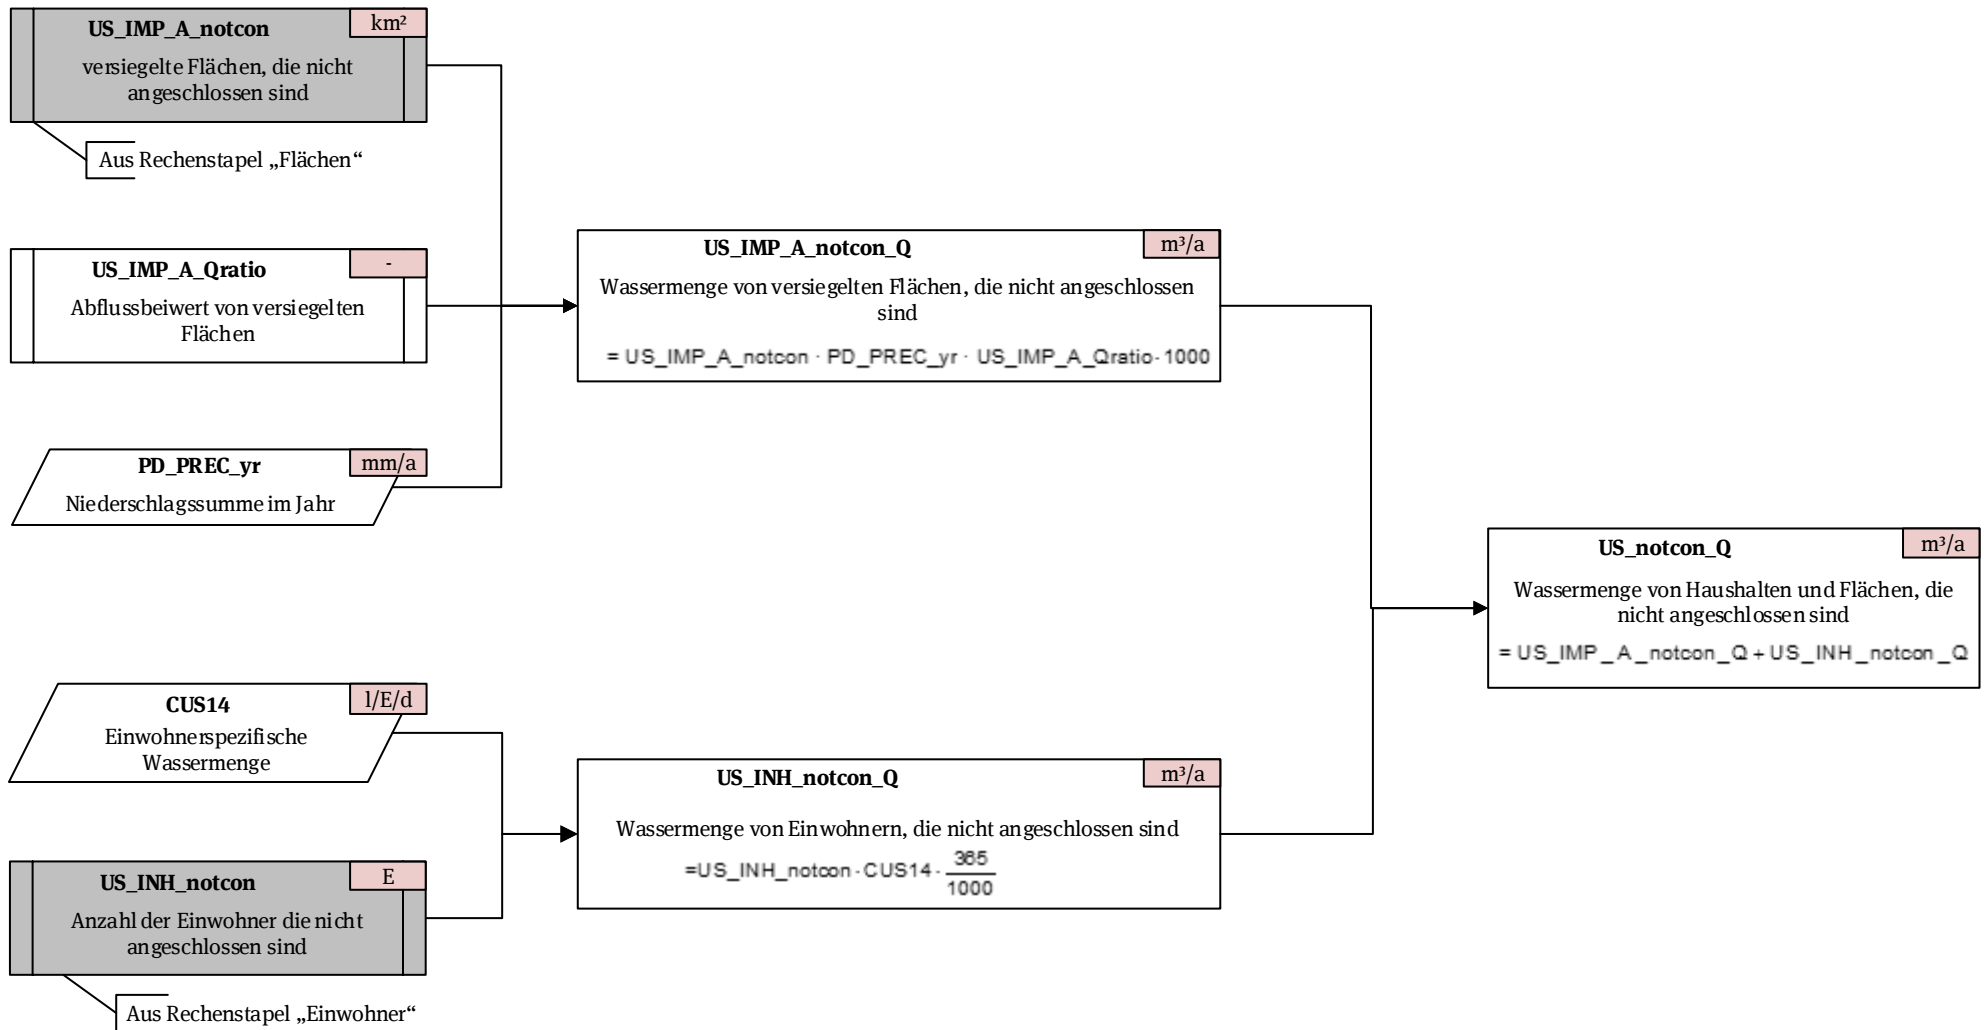 US_IMP_A_notcon
km²
versiegelte Flächen, die nicht
angeschlossen sind
Aus Rechenstapel „Flächen“
US_IMP_A_Qratio
-
Abflussbeiwert von versiegelten
Flächen
PD_PREC_yr
mm/a
Niederschlagssumme im Jahr
US_IMP_A_notcon_Q
m³/a
Wassermenge von versiegelten Flächen, die nicht angeschlossen
sind
= US_IMP_A_notcon · PD_PREC_yr · US_IMP_A_Qratio · 1000
CUS14
l/E/d
Einwohnerspezifische
Wassermenge
US_INH_notcon
E
Anzahl der Einwohner die nicht
angeschlossen sind
Aus Rechenstapel „Einwohner“
US_INH_notcon_Q
m³/a
Wassermenge von Einwohnern, die nicht angeschlossen sind
=US_INH_notcon · CUS14 · 365/1000
US_notcon_Q
m³/a
Wassermenge von Haushalten und Flächen, die
nicht angeschlossen sind
= US_IMP_A_notcon_Q + US_INH_notcon_Q